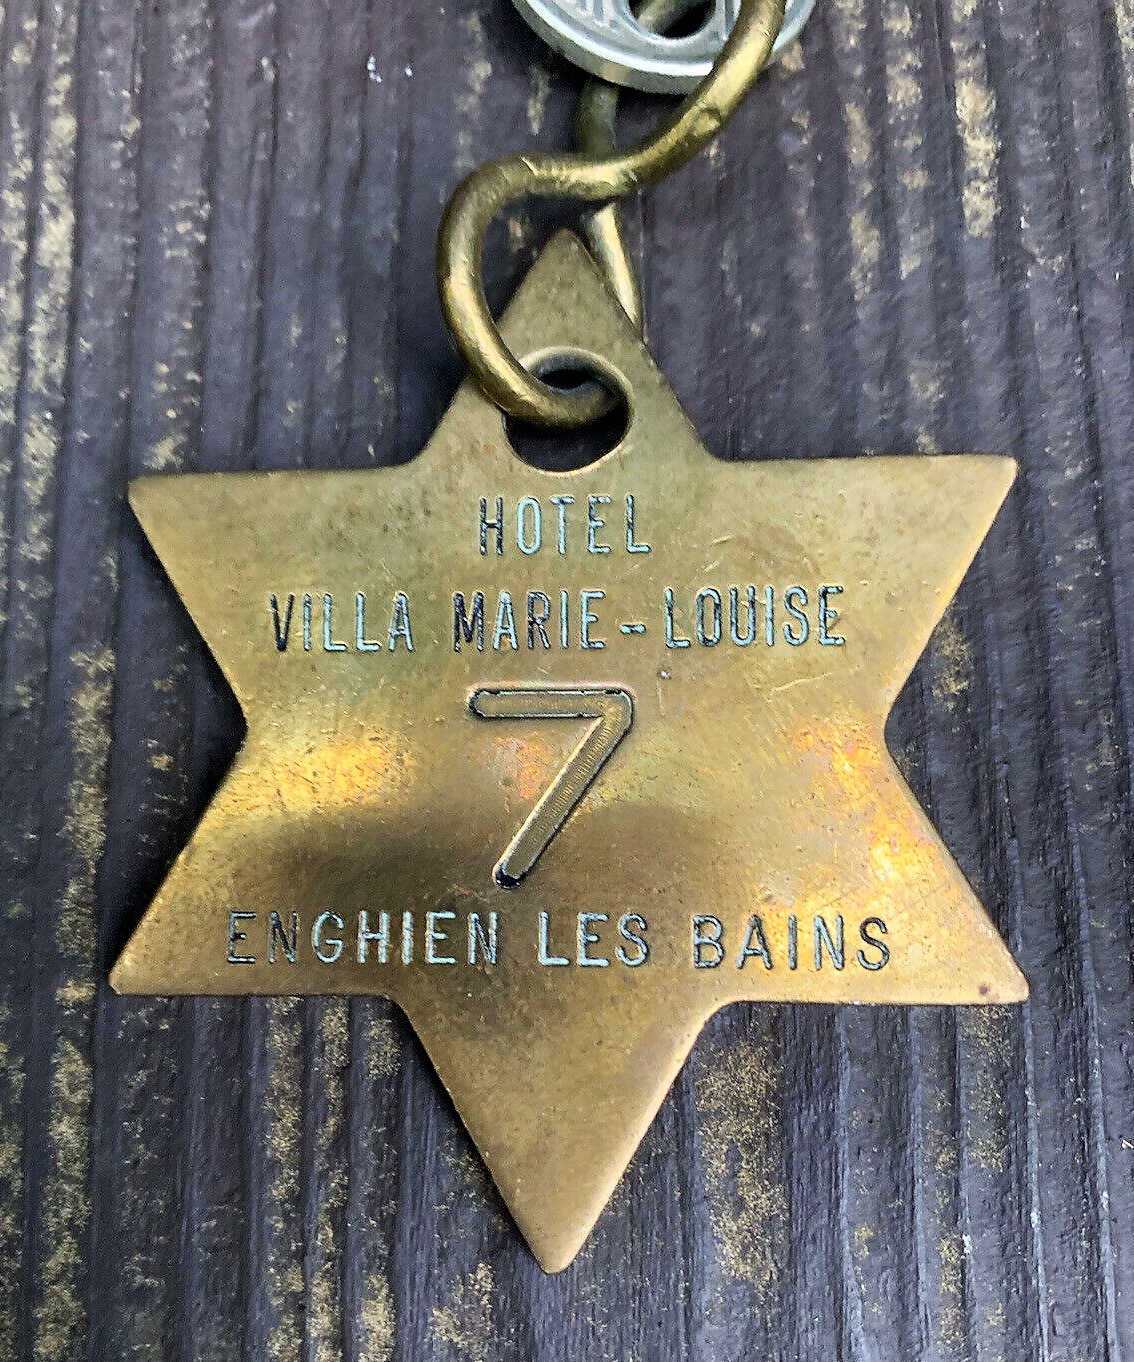 HOTEL
VILLA MARIE-LOUISE
7
ENGHIEN LES BAINS